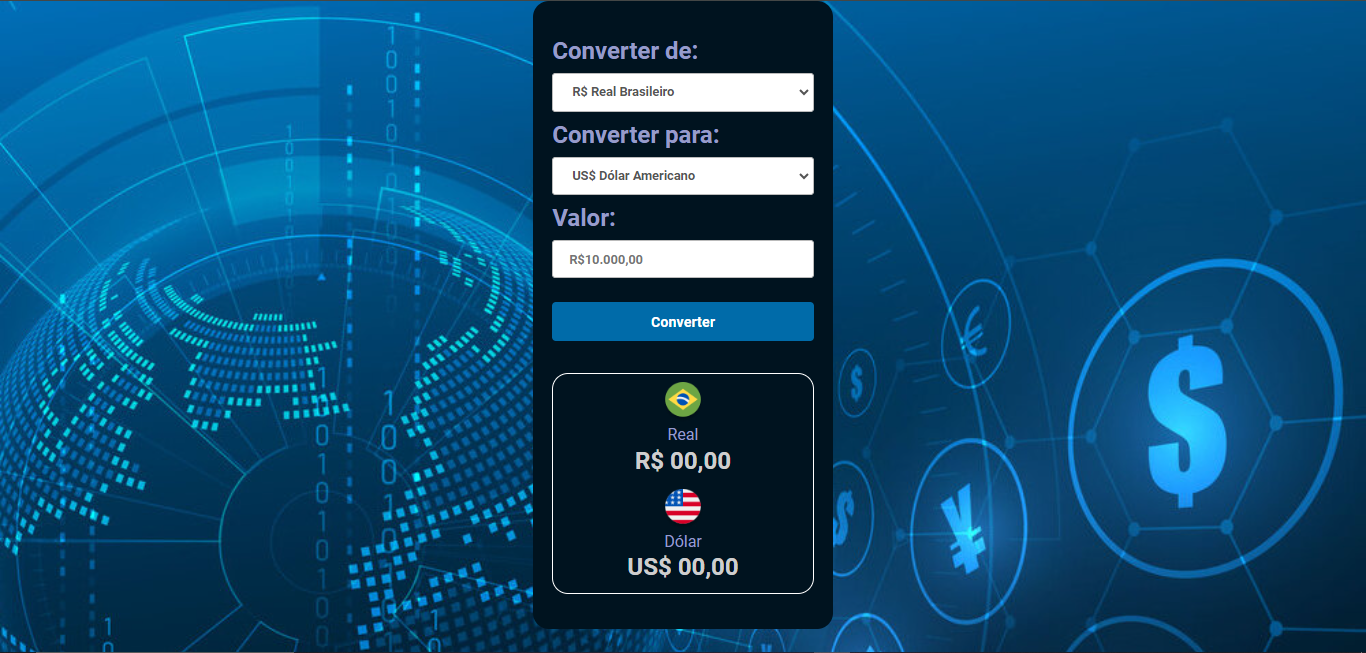 Converter de:
R$ Real Brasileiro
Converter para:
US$ Dólar Americano
Valor:
R$10.000,00
Converter
Real
R$ 00,00
Dólar
US$ 00,00